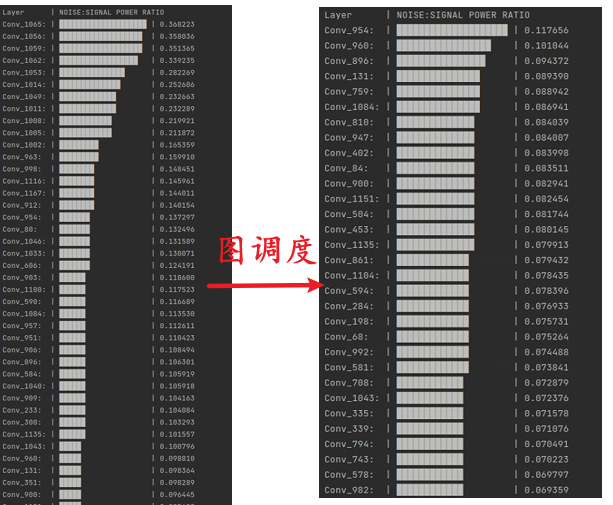 Layer | NOISE:SIGNAL POWER RATIO
Conv_1065: | | 0.368223
Conv_1056: | | 0.358036
Conv_1059: | | 0.351365
Conv_1062: | | 0.339235
Conv_1053: | | 0.282269
Conv_1014: | | 0.252606
Conv_1049: | | 0.232663
Conv_1011: | | 0.232289
Conv_1008: | | 0.219921
Conv_1005: | | 0.211872
Conv_1002: | | 0.165359
Conv_963: | | 0.159910
Conv_998: | | 0.148451
Conv_1116: | | 0.145961
Conv_1167: | | 0.144011
Conv_912: | | 0.140154
Conv_954: | | 0.137297
Conv_80: | | 0.132496
Conv_1046: | | 0.131589
Conv_1033: | | 0.130071
Conv_606: | | 0.124191
Conv_903: | | 0.118600
Conv_1100: | | 0.117523
Conv_590: | | 0.116689
Conv_1084: | | 0.113530
Conv_957: | | 0.112611
Conv_951: | | 0.110423
Conv_906: | | 0.108494
Conv_896: | | 0.106301
Conv_584: | | 0.105919
Conv_1040: | | 0.105918
Conv_909: | | 0.104163
Conv_233: | | 0.104084
Conv_300: | | 0.103293
Conv_1135: | | 0.101557
Conv_1043: | | 0.100796
Conv_960: | | 0.098810
Conv_131: | | 0.098364
Conv_351: | | 0.098289
Conv_900: | | 0.096445
图调度
Layer | NOISE:SIGNAL POWER RATIO
Conv_954: | | 0.117656
Conv_960: | | 0.101044
Conv_896: | | 0.094372
Conv_131: | | 0.089390
Conv_759: | | 0.088942
Conv_1084: | | 0.086941
Conv_810: | | 0.084039
Conv_947: | | 0.084007
Conv_402: | | 0.083998
Conv_84: | | 0.083511
Conv_900: | | 0.082941
Conv_1151: | | 0.082454
Conv_504: | | 0.081744
Conv_453: | | 0.080145
Conv_1135: | | 0.079913
Conv_861: | | 0.079432
Conv_1104: | | 0.078435
Conv_594: | | 0.078396
Conv_284: | | 0.076933
Conv_198: | | 0.075731
Conv_68: | | 0.075264
Conv_992: | | 0.074488
Conv_581: | | 0.073841
Conv_708: | | 0.072879
Conv_1043: | | 0.072376
Conv_335: | | 0.071578
Conv_339: | | 0.071076
Conv_794: | | 0.070491
Conv_743: | | 0.070223
Conv_578: | | 0.069797
Conv_982: | | 0.069359